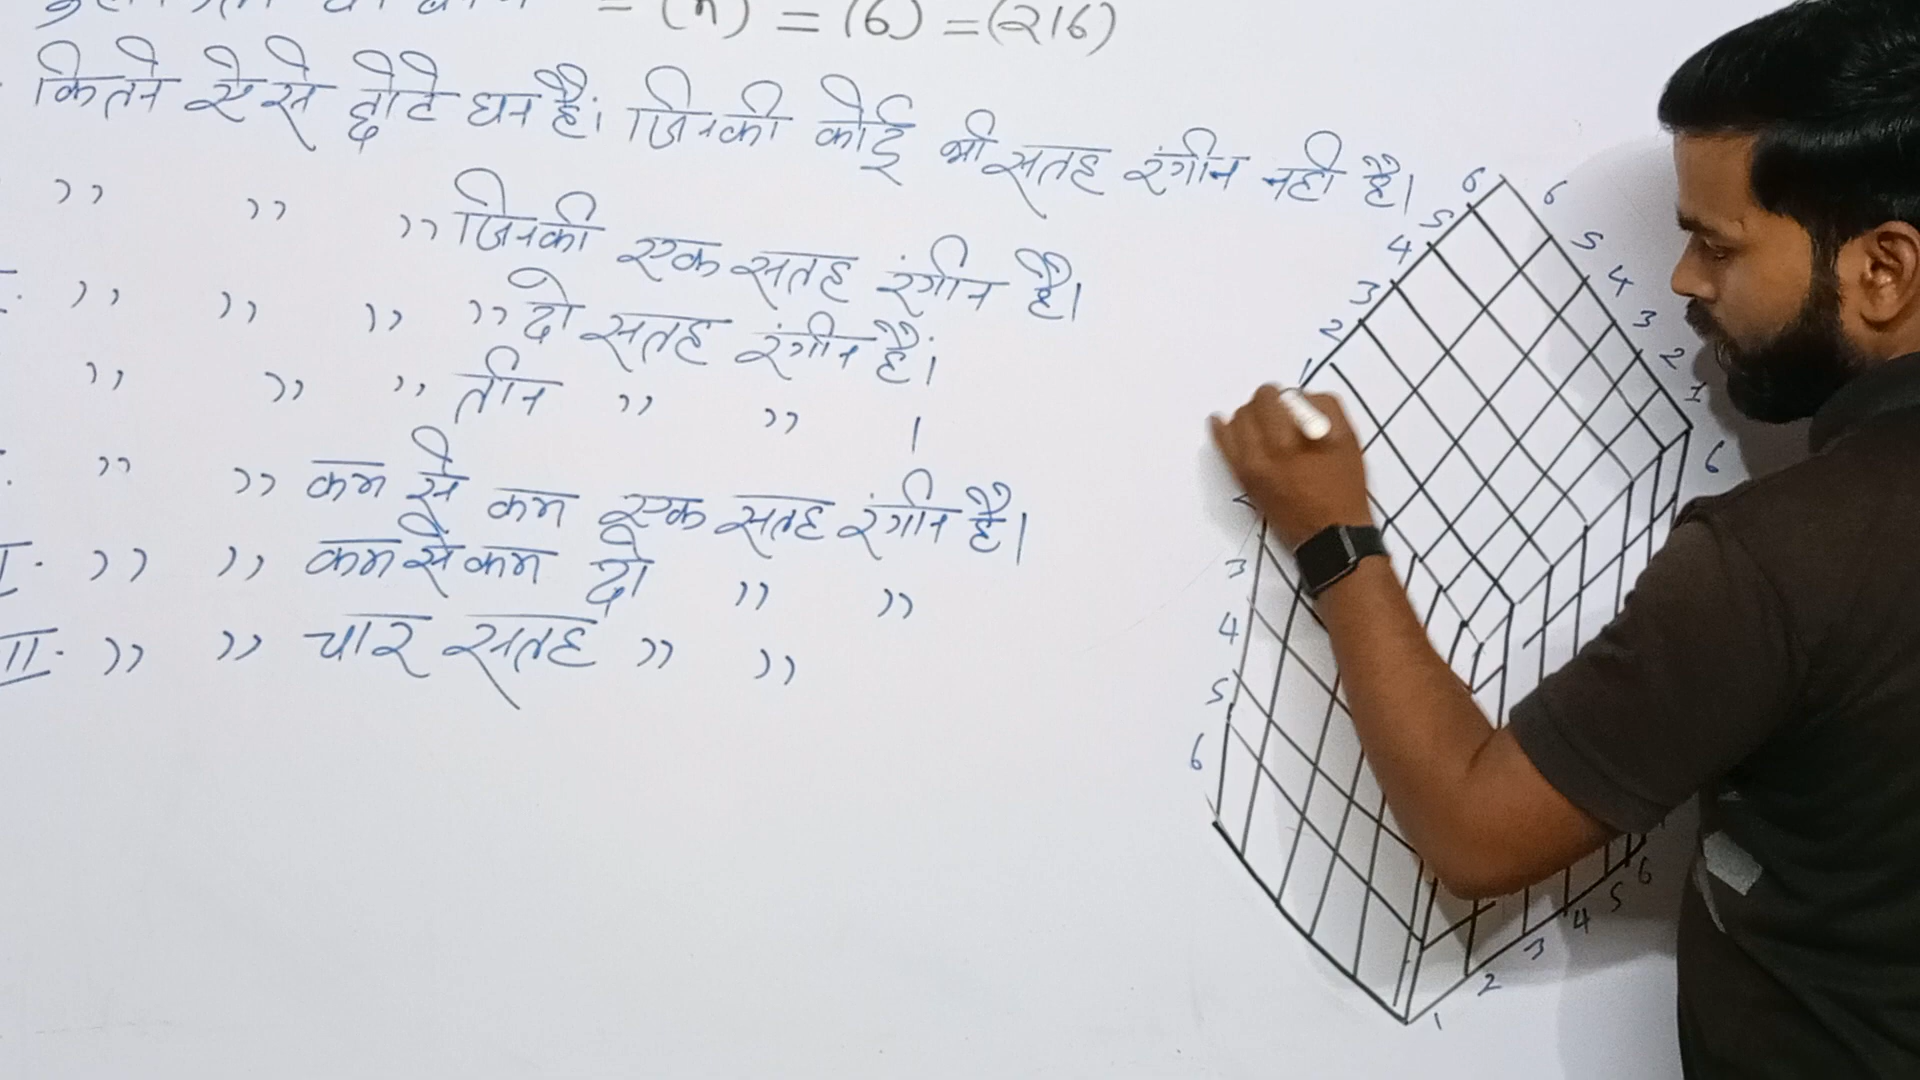 = (n) = (6) = (216)
कितने ऐसे छोटे घन हैं। जिनकी कोई भी सतह रंगीन नही है।
,, ,, ,, जिनकी एक सतह रंगीन है।
,, ,, ,, ,, दो सतह रंगीन हैं।
,, ,, ,, तीन ,, ,, ।
,, ,, कम से कम एक सतह रंगीन है।
,, ,, कम से कम दो ,, ,,
II. ,, ,, चार सतह ,, ,,
6 6
5 5
4 4
3 3
2 2
1 1
6
3
4
5
6
1 2 3 4 5 6